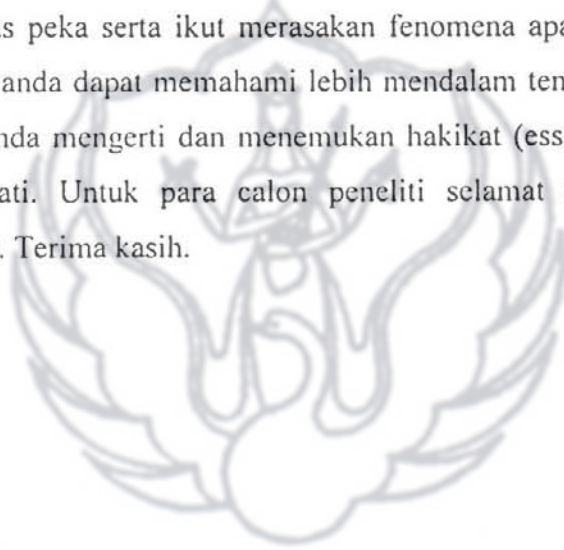 s peka serta ikut merasakan fenomena apa
anda dapat memahami lebih mendalam ten
nda mengerti dan menemukan hakikat (ess
ati. Untuk para calon peneliti selamat
. Terima kasih.